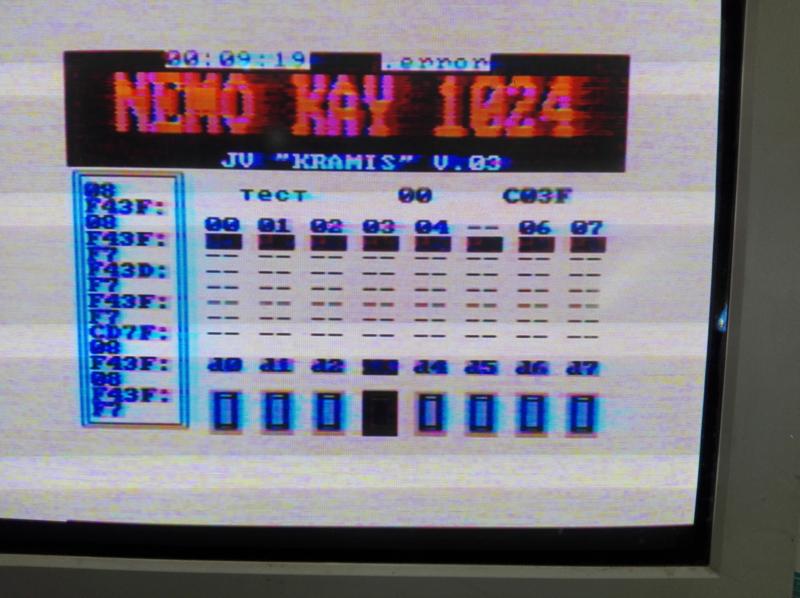 00:09:19 .error
NEMO KAY 1024
JV "KRAMIS" V.03
тест 00 C03F
08
F43F:
08
F43F:
F7
F43D:
F7
F43F:
F7
CD7F:
08
F43F:
08
F43F:
F7
00 01 02 03 04 -- 06 07
-- -- -- -- -- -- -- --
-- -- -- -- -- -- -- --
-- -- -- -- -- -- -- --
-- -- -- -- -- -- -- --
-- -- -- -- -- -- -- --
-- -- -- -- -- -- -- --
d0 d1 d2 d4 d5 d6 d7